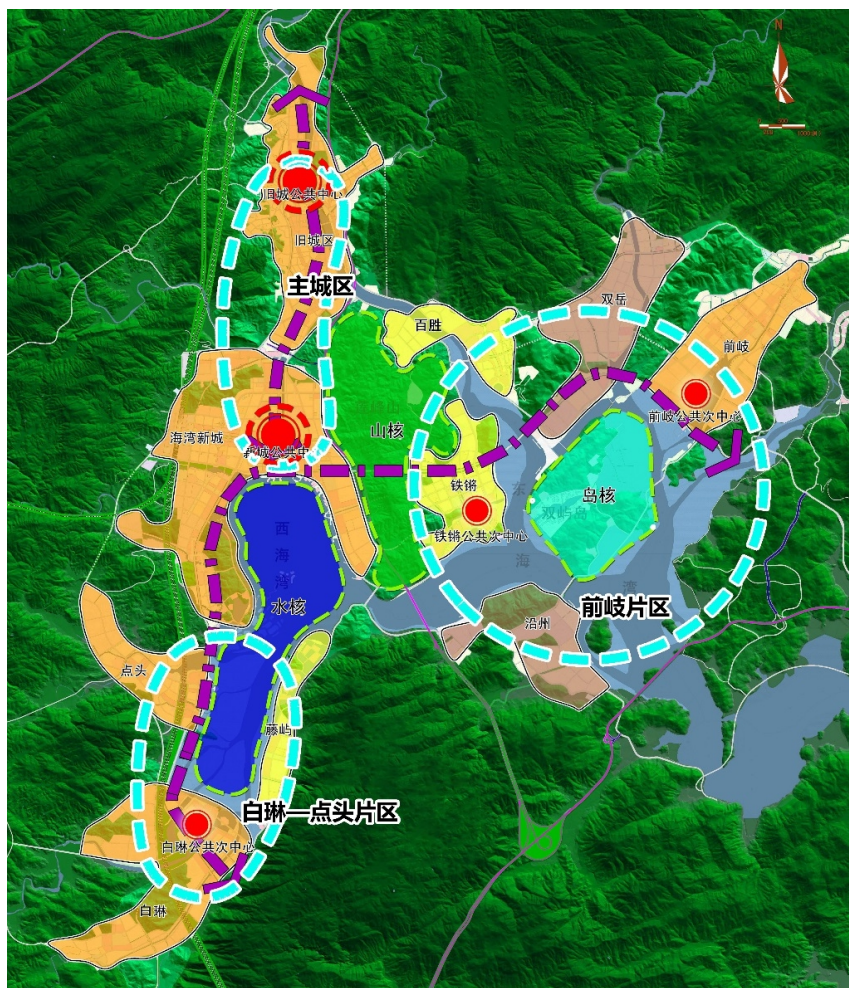 N
旧城公共中心
旧城区
主城区
双岳
百胜
前岐
前岐公共次中心
海湾新城
新城公共中
山核
铁锵
岛核
东
双屿岛
铁锵公共次中心
海
湾
西
海
湾
水核
前岐片区
沿州
点头
藤屿
白琳—点头片区
白琳公共次中心
白琳